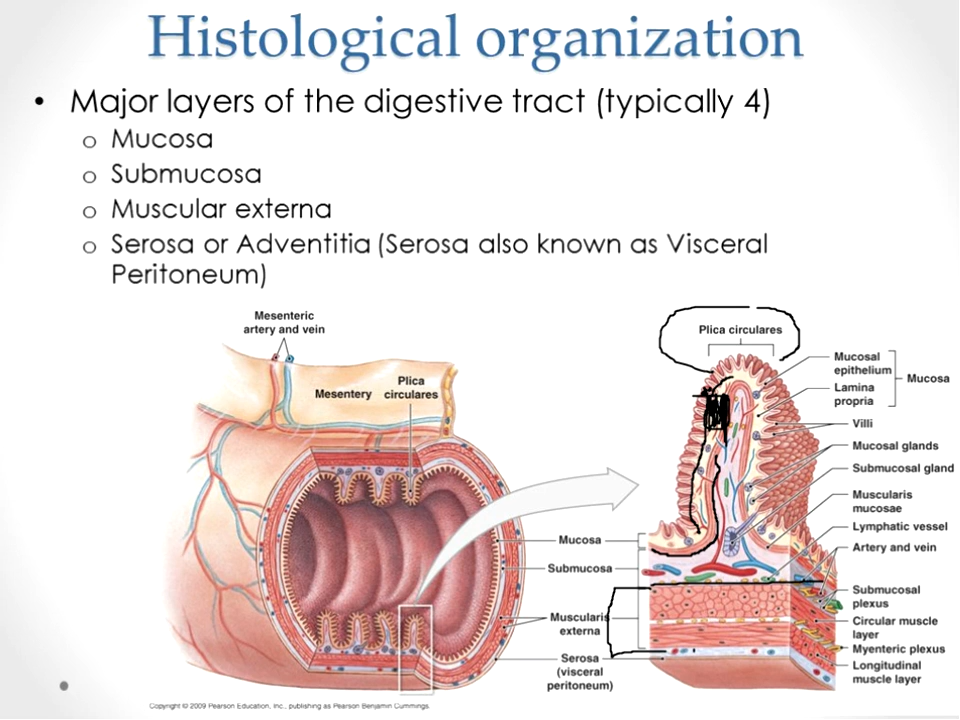 Histological organization
• Major layers of the digestive tract (typically 4)
o Mucosa
o Submucosa
o Muscular externa
o Serosa or Adventitia (Serosa also known as Visceral
Peritoneum)
Mesenteric
artery and vein
Mesentery
Plica
circulares
Plica circulares
Mucosal
epithelium
Lamina
propria
Mucosa
Villi
Mucosal glands
Submucosal gland
Muscularis
mucosae
Lymphatic vessel
Artery and vein
Submucosal
plexus
Circular muscle
layer
Myenteric plexus
Longitudinal
muscle layer
Mucosa
Submucosa
Muscularis
externa
Serosa
(visceral
peritoneum)
Copyright © 2009 Pearson Education, Inc., publishing as Pearson Benjamin Cummings.